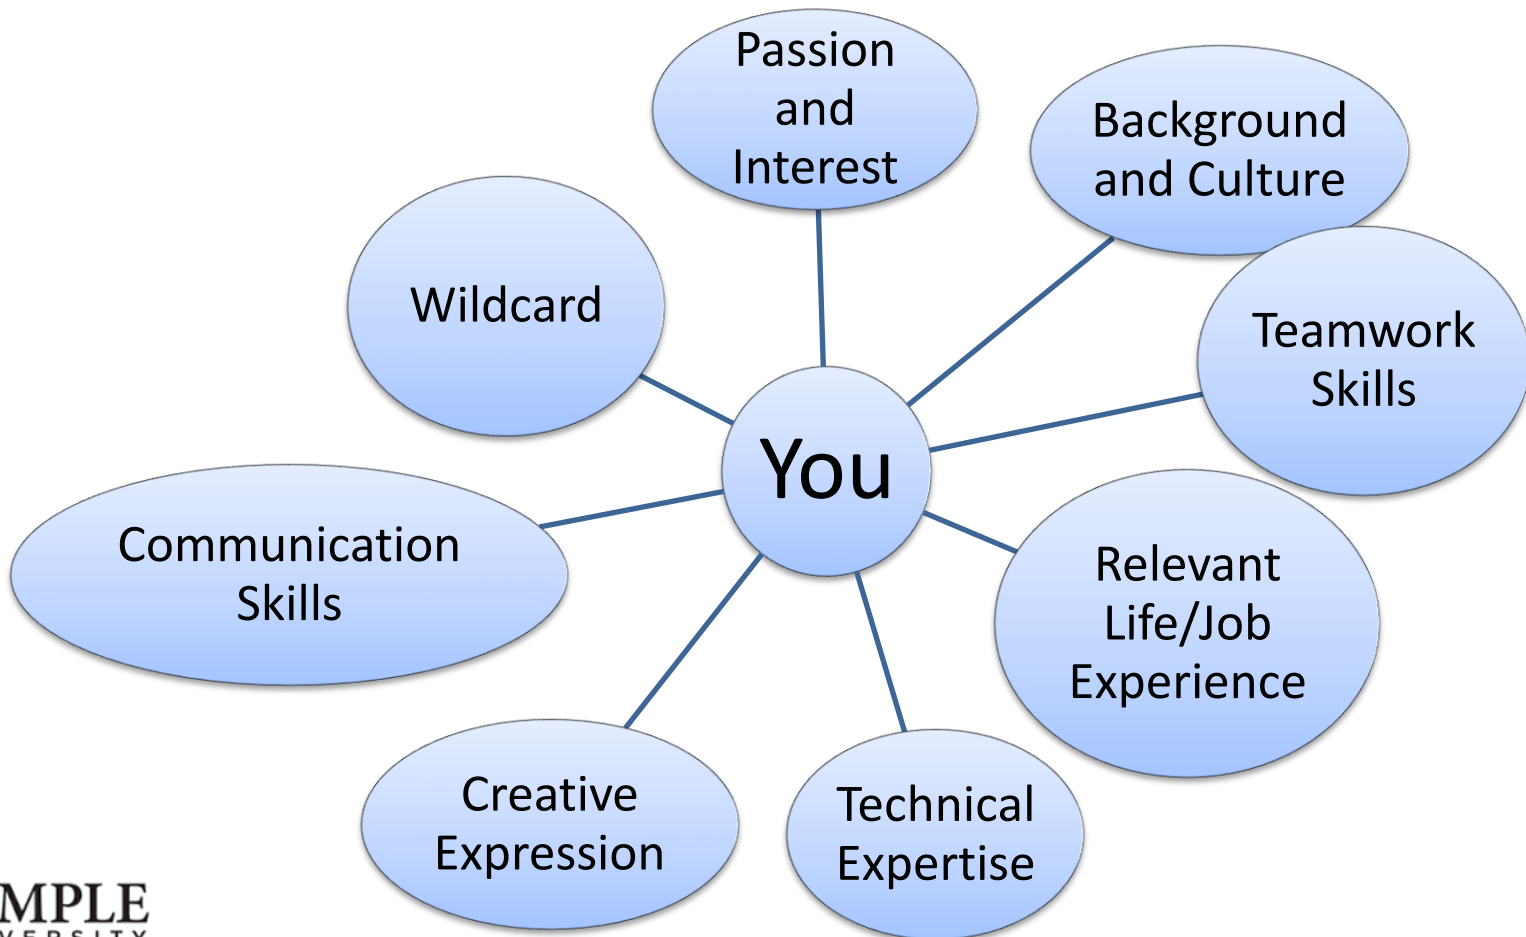 Passion
and
Interest
Background
and Culture
Wildcard
Teamwork
Skills
You
Communication
Skills
Relevant
Life/Job
Experience
Creative
Expression
Technical
Expertise
MPLE
VERSITY